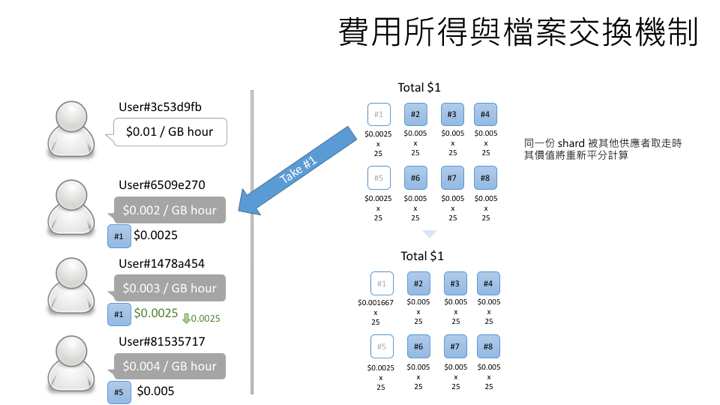 費用所得與檔案交換機制
User#3c53d9fb
$0.01 / GB hour
User#6509e270
$0.002 / GB hour
#1 $0.0025
User#1478a454
$0.003 / GB hour
#1 $0.0025 0.0025
User#81535717
$0.004 / GB hour
#5 $0.005
Take #1
Total $1
#1 #2 #3 #4
$0.0025 $0.005 $0.005 $0.005
x x x x
25 25 25 25
#5 #6 #7 #8
$0.0025 $0.005 $0.005 $0.005
x x x x
25 25 25 25
同一份 shard 被其他供應者取走時
其價值將重新平分計算
Total $1
#1 #2 #3 #4
$0.001667 $0.005 $0.005 $0.005
x x x x
25 25 25 25
#5 #6 #7 #8
$0.0025 $0.005 $0.005 $0.005
x x x x
25 25 25 25